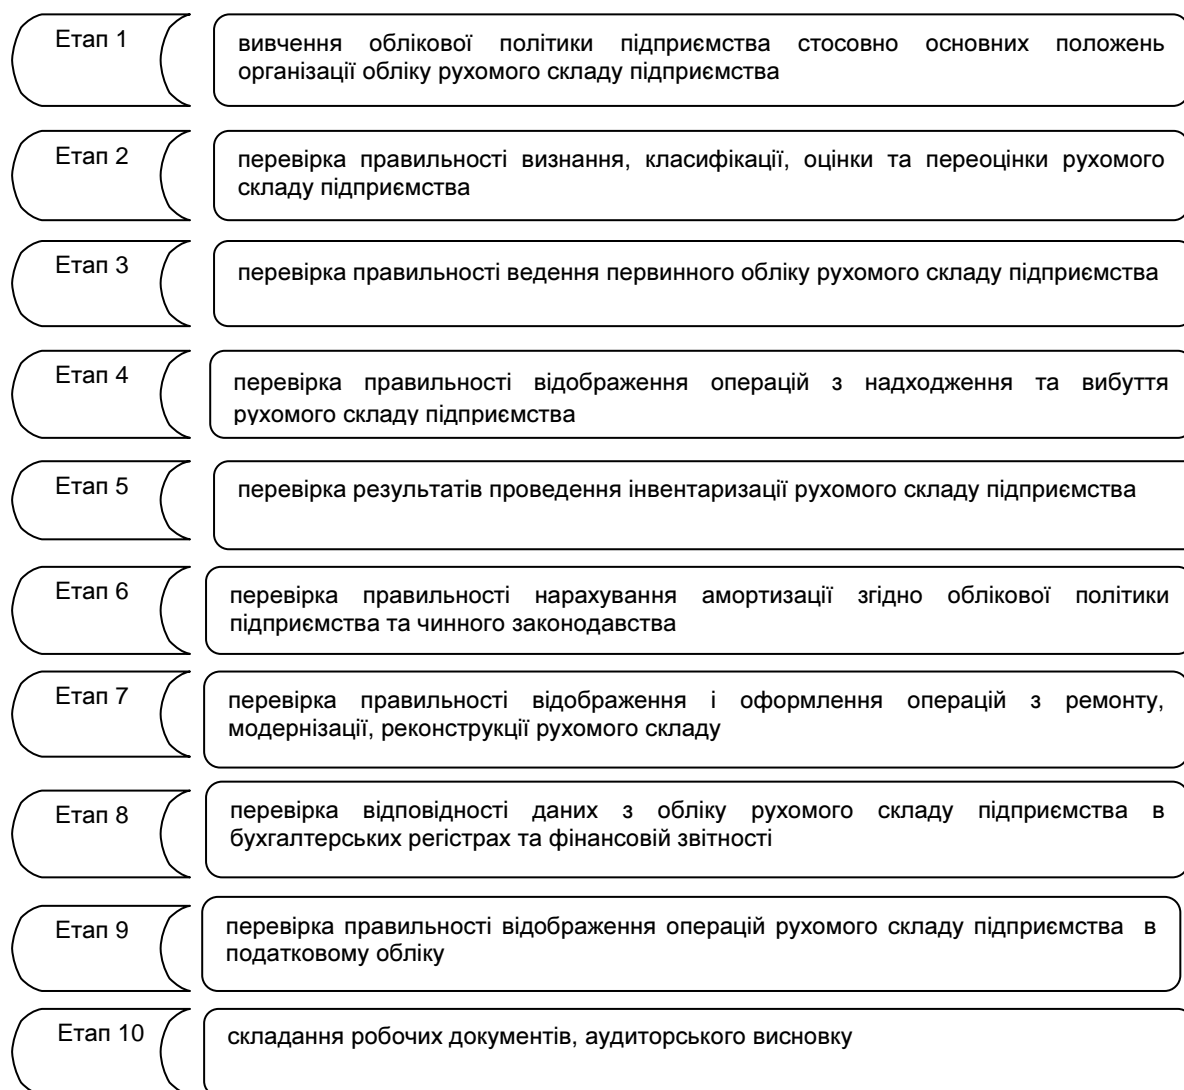 Етап 1
вивчення облікової політики підприємства стосовно основних положень
організації обліку рухомого складу підприємства
Етап 2
перевірка правильності визнання, класифікації, оцінки та переоцінки рухомого
складу підприємства
Етап 3
перевірка правильності ведення первинного обліку рухомого складу підприємства
Етап 4
перевірка правильності відображення операцій з надходження та вибуття
рухомого складу підприємства
Етап 5
перевірка результатів проведення інвентаризації рухомого складу підприємства
Етап 6
перевірка правильності нарахування амортизації згідно облікової політики
підприємства та чинного законодавства
Етап 7
перевірка правильності відображення і оформлення операцій з ремонту,
модернізації, реконструкції рухомого складу
Етап 8
перевірка відповідності даних з обліку рухомого складу підприємства в
бухгалтерських регістрах та фінансовій звітності
Етап 9
перевірка правильності відображення операцій рухомого складу підприємства в
податковому обліку
Етап 10
складання робочих документів, аудиторського висновку